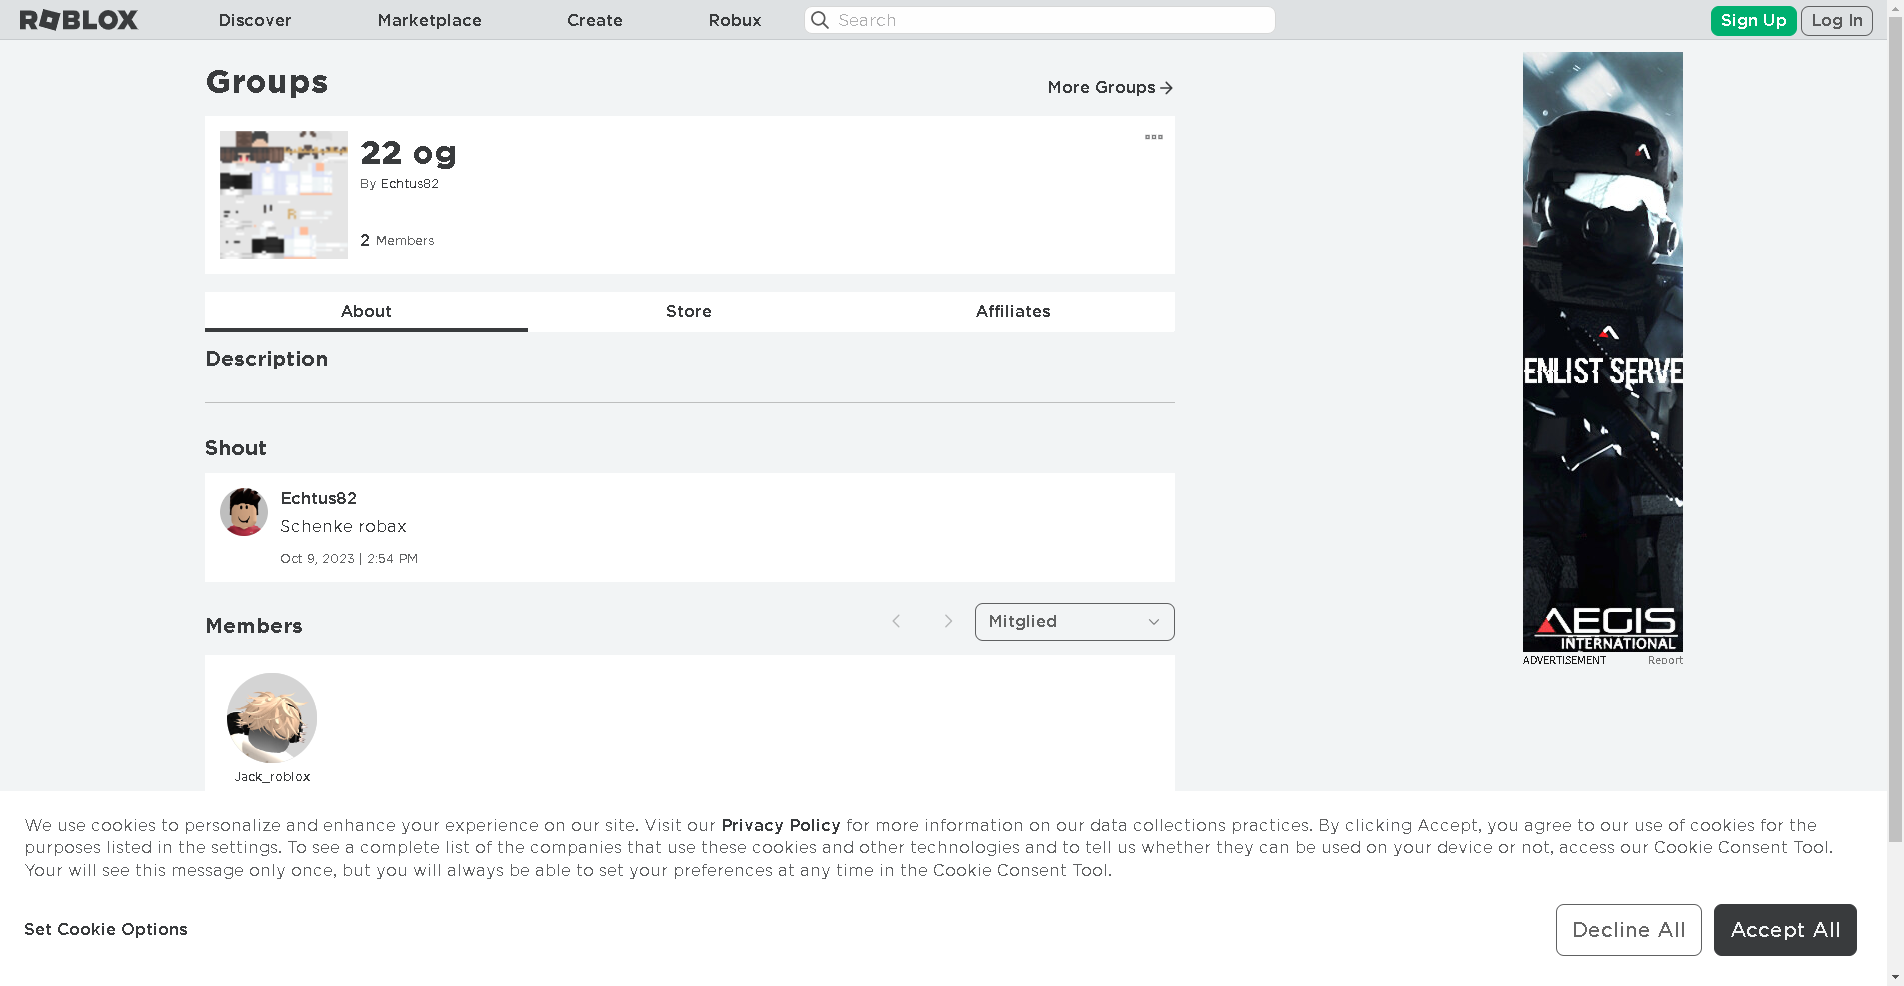 ROBLOX Discover Marketplace Create Robux Search Sign Up Log In
Groups
More Groups
22 og
By Echtus82
2 Members
About Store Affiliates
Description
Shout
Echtus82
Schenke robax
Oct 9, 2023 | 2:54 PM
Members
Mitglied
Jack_roblox
ENLIST SERVE
AEGIS
INTERNATIONAL
ADVERTISEMENT Report
We use cookies to personalize and enhance your experience on our site. Visit our Privacy Policy for more information on our data collections practices. By clicking Accept, you agree to our use of cookies for the
purposes listed in the settings. To see a complete list of the companies that use these cookies and other technologies and to tell us whether they can be used on your device or not, access our Cookie Consent Tool.
Your will see this message only once, but you will always be able to set your preferences at any time in the Cookie Consent Tool.
Set Cookie Options
Decline All Accept All